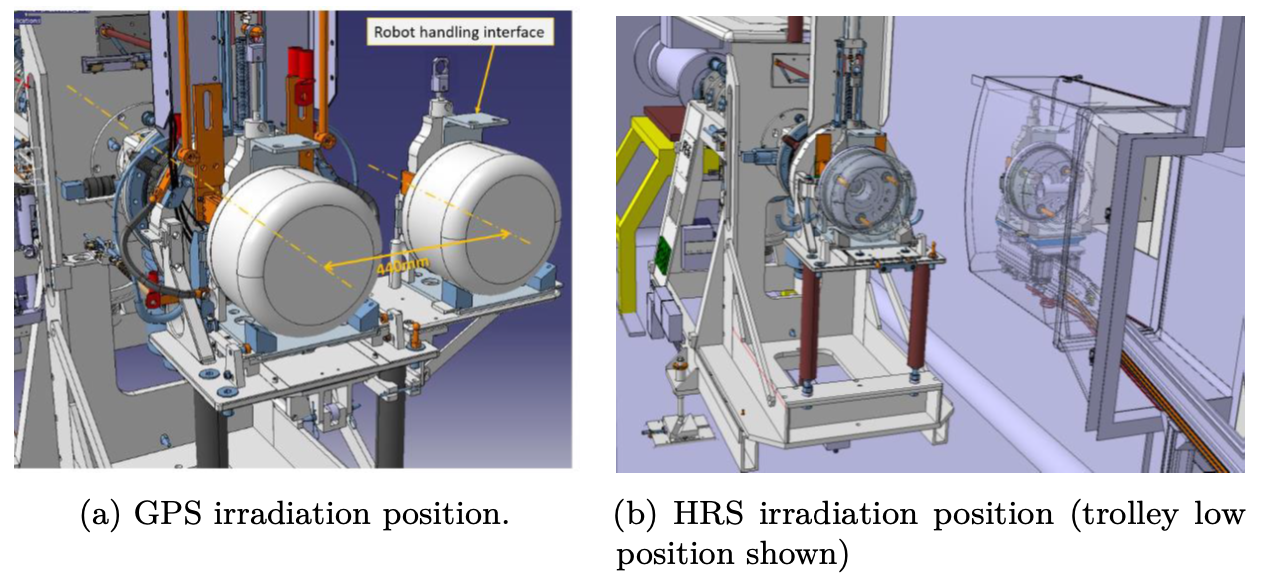 Robot handling interface
440mm
(a) GPS irradiation position.
(b) HRS irradiation position (trolley low
position shown)